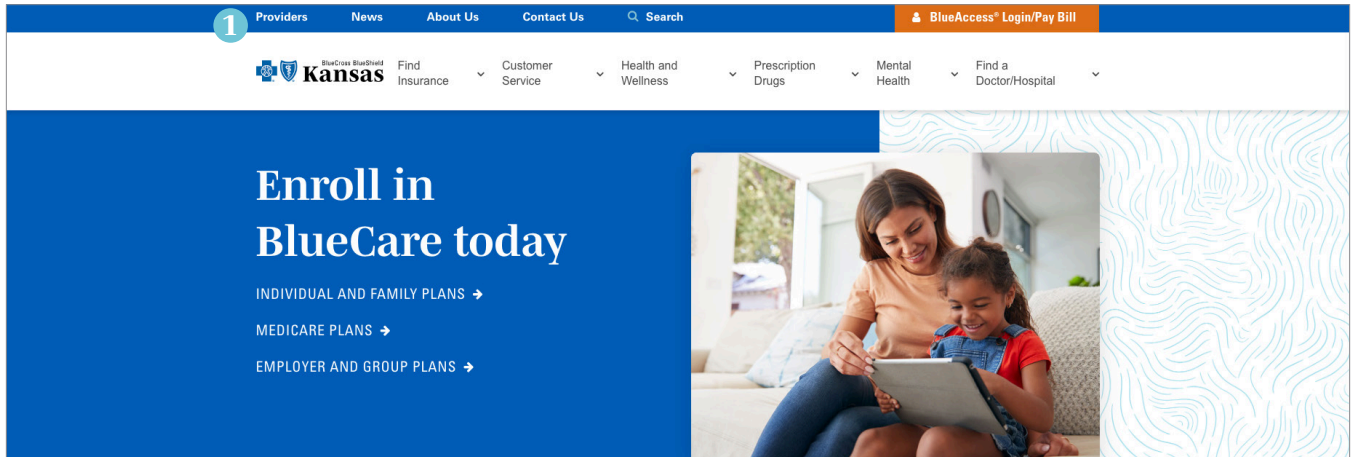 1
Providers News About Us Contact Us Search BlueAccess® Login/Pay Bill
BlueCross BlueShield
Kansas
Find
Insurance
Customer
Service
Health and
Wellness
Prescription
Drugs
Mental
Health
Find a
Doctor/Hospital
Enroll in
BlueCare today
INDIVIDUAL AND FAMILY PLANS →
MEDICARE PLANS →
EMPLOYER AND GROUP PLANS →